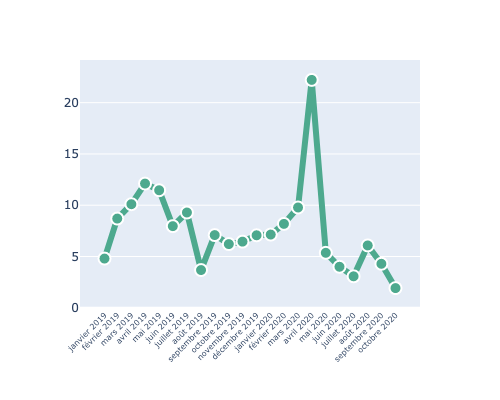 20
15
10
5
0
janvier 2019
février 2019
mars 2019
avril 2019
mai 2019
juin 2019
juillet 2019
août 2019
septembre 2019
octobre 2019
novembre 2019
décembre 2019
janvier 2020
février 2020
mars 2020
avril 2020
mai 2020
juin 2020
juillet 2020
août 2020
septembre 2020
octobre 2020